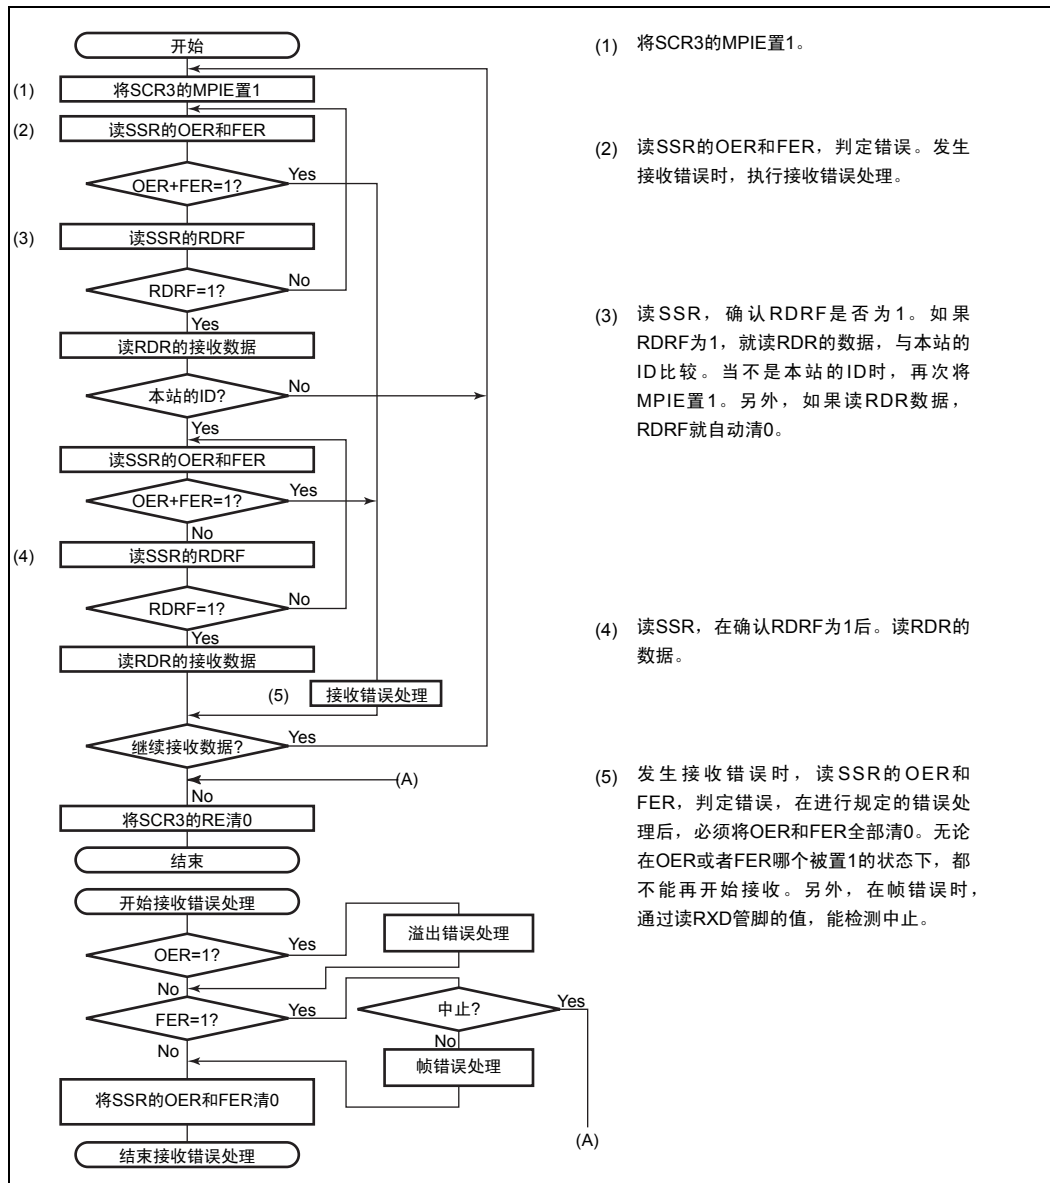 开始
(1) 将SCR3的MPIE置1
(2) 读SSR的OER和FER
OER+FER=1?
Yes
(3) 读SSR的RDRF
RDRF=1?
No
Yes
读RDR的接收数据
本站的ID?
No
Yes
读SSR的OER和FER
OER+FER=1?
Yes
No
(4) 读SSR的RDRF
RDRF=1?
No
Yes
读RDR的接收数据
(5) 接收错误处理
继续接收数据?
Yes
(A)
No
将SCR3的RE清0
结束
开始接收错误处理
OER=1?
Yes
溢出错误处理
No
FER=1?
Yes
中止?
Yes
No
No
帧错误处理
将SSR的OER和FER清0
(A)
结束接收错误处理
(1) 将SCR3的MPIE置1。
(2) 读SSR的OER和FER，判定错误。发生
接收错误时，执行接收错误处理。
(3) 读SSR，确认RDRF是否为1。如果
RDRF为1，就读RDR的数据，与本站的
ID比较。当不是本站的ID时，再次将
MPIE置1。另外，如果读RDR数据，
RDRF就自动清0。
(4) 读SSR，在确认RDRF为1后。读RDR的
数据。
(5) 发生接收错误时，读SSR的OER和
FER，判定错误，在进行规定的错误处
理后，必须将OER和FER全部清0。无论
在OER或者FER哪个被置1的状态下，都
不能再开始接收。另外，在帧错误时，
通过读RXD管脚的值，能检测中止。